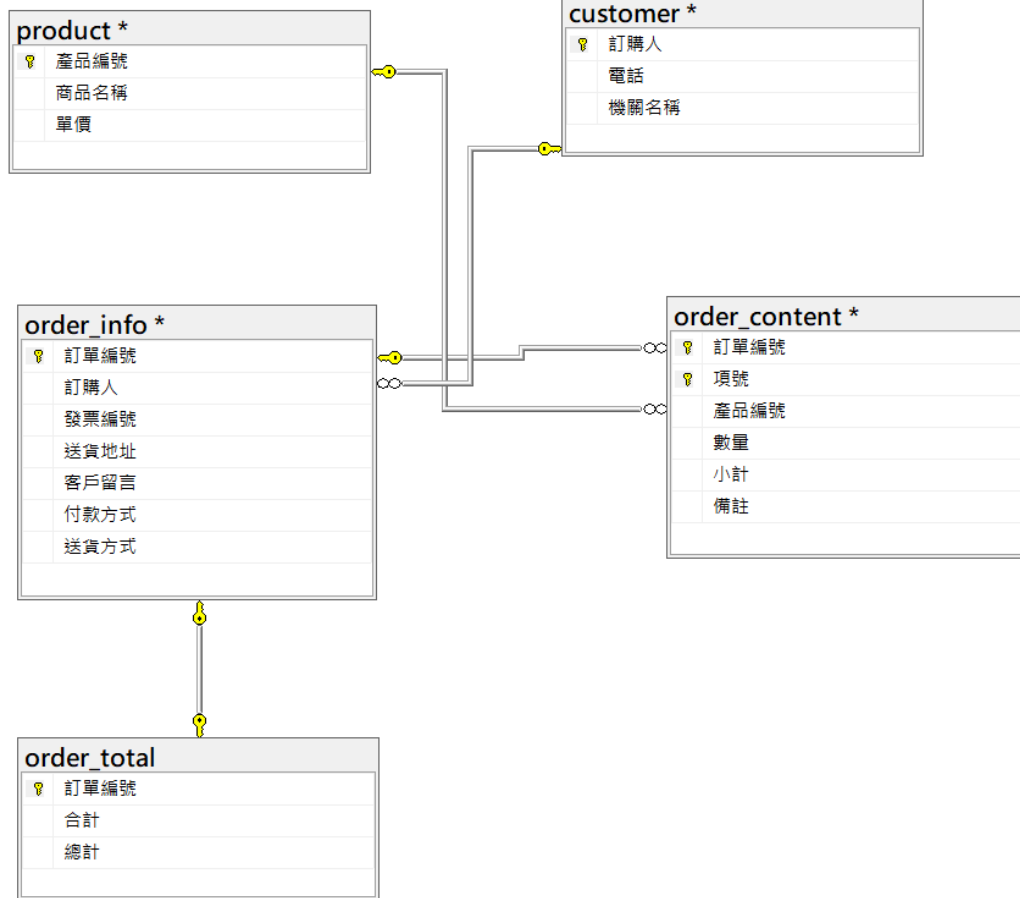 product *
產品編號
商品名稱
單價
customer *
訂購人
電話
機關名稱
order_info *
訂單編號
訂購人
發票編號
送貨地址
客戶留言
付款方式
送貨方式
order_content *
訂單編號
項號
產品編號
數量
小計
備註
order_total
訂單編號
合計
總計